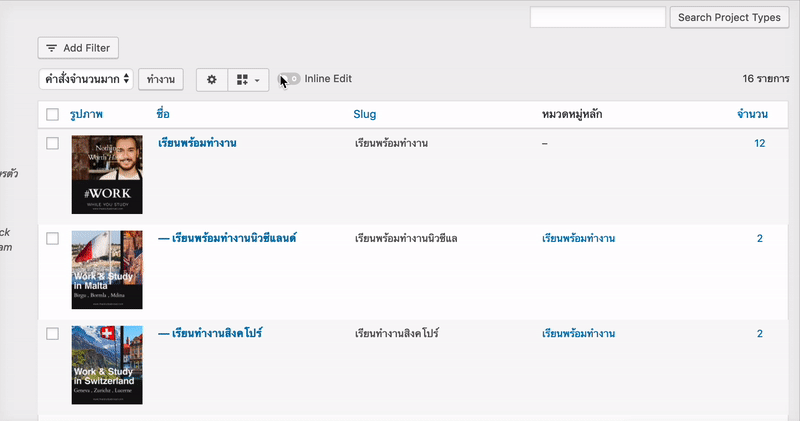 Search Project Types
Add Filter
คำสั่งจำนวนมาก
ทำงาน
Inline Edit
16 รายการ
รูปภาพ
ชื่อ
Slug
หมวดหมู่หลัก
จำนวน
#WORK
WHILE YOU STUDY
เรียนพร้อมทำงาน
เรียนพร้อมทำงาน
–
12
รตัว
ck
am
Work & Study
in Malta
Birgu , Bormla , Mdina
— เรียนพร้อมทำงานนิวซีแลนด์
เรียนพร้อมทำงานนิวซีแล
เรียนพร้อมทำงาน
2
Work & Study
in Switzerland
Geneva , Zurich , Lucerne
— เรียนทำงานสิงคโปร์
เรียนทำงานสิงคโปร์
เรียนพร้อมทำงาน
2